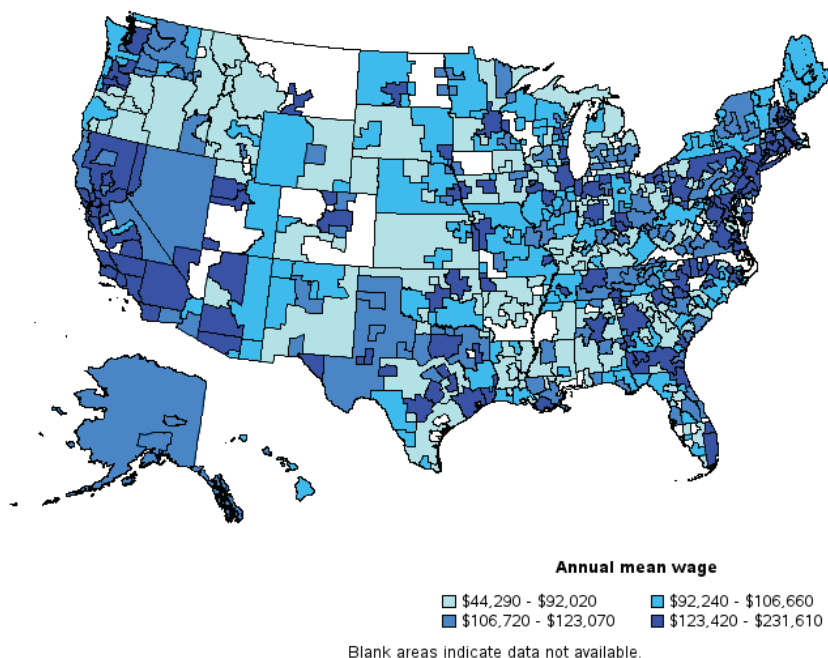 Annual mean wage
$44,290 - $92,020 $92,240 - $106,660
$106,720 - $123,070 $123,420 - $231,610
Blank areas indicate data not available.